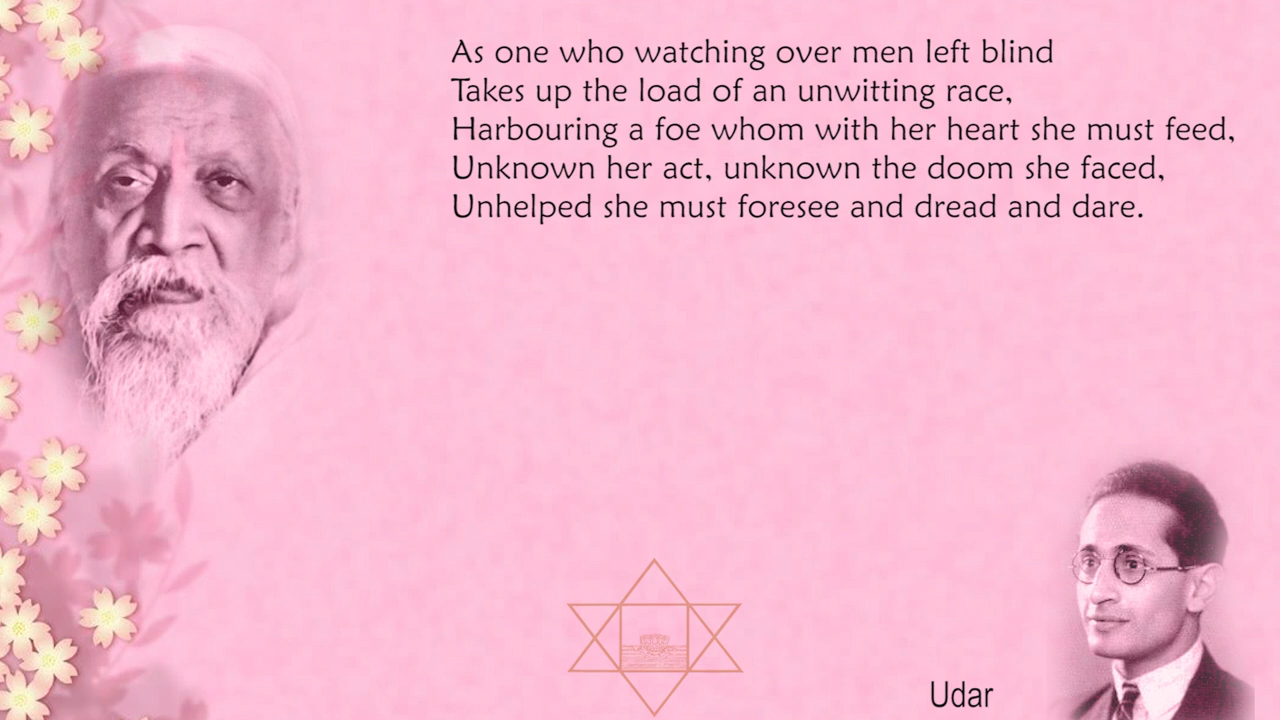 As one who watching over men left blind
Takes up the load of an unwitting race,
Harbouring a foe whom with her heart she must feed,
Unknown her act, unknown the doom she faced,
Unhelped she must foresee and dread and dare.
Udar